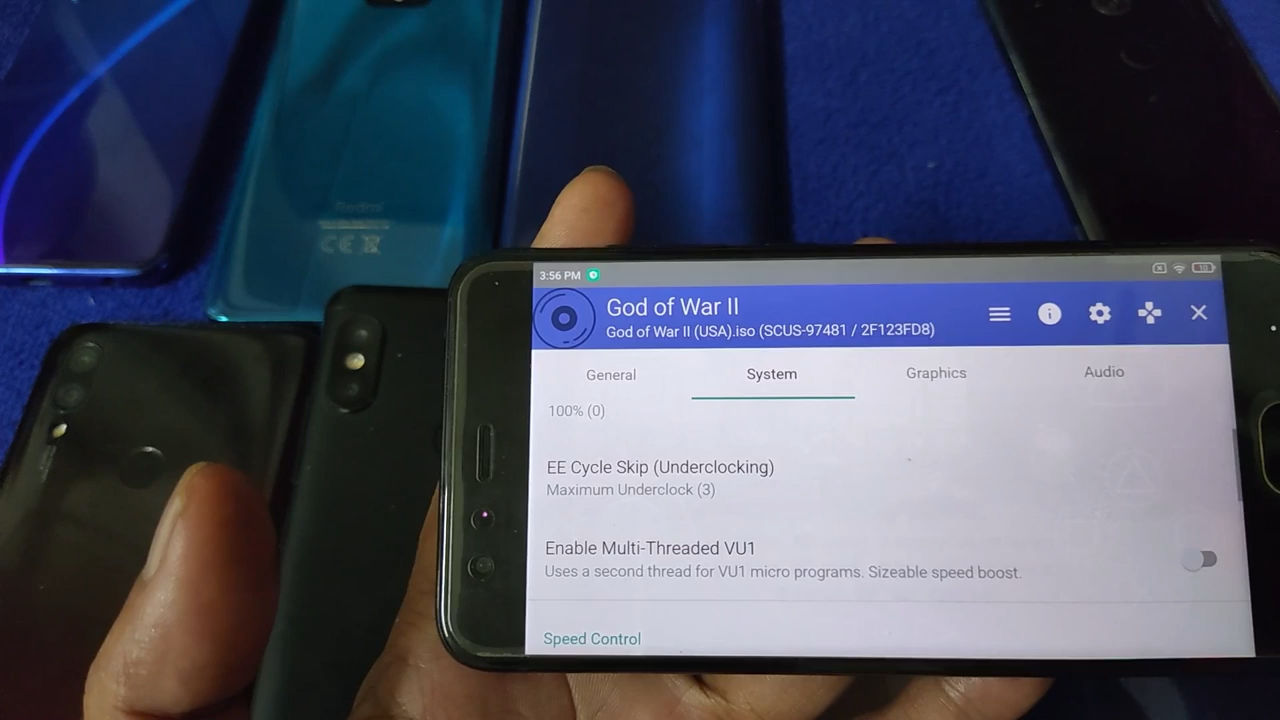 Redmi
3:56 PM
10
God of War II
God of War II (USA).iso (SCUS-97481 / 2F123FD8)
General
System
Graphics
Audio
100% (0)
EE Cycle Skip (Underclocking)
Maximum Underclock (3)
Enable Multi-Threaded VU1
Uses a second thread for VU1 micro programs. Sizeable speed boost.
Speed Control